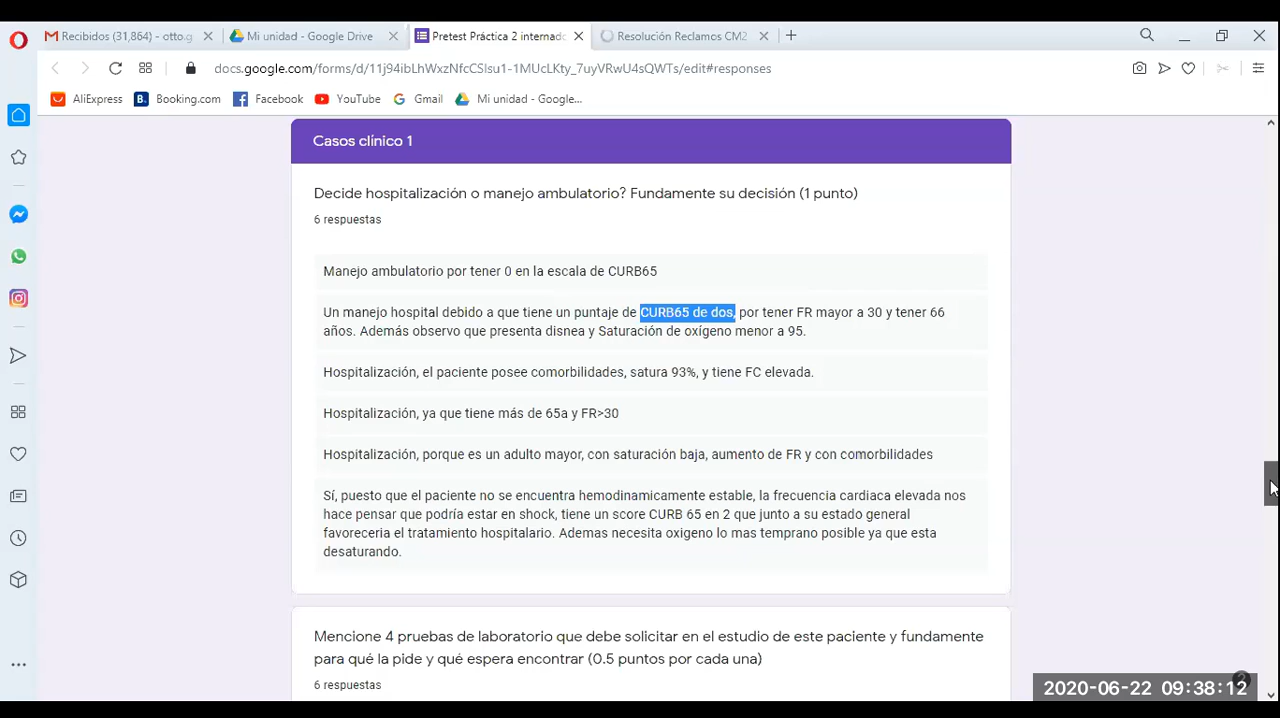 Recibidos (31,864) - otto.g
Mi unidad - Google Drive
Pretest Práctica 2 internado
Resolución Reclamos CM2
docs.google.com/forms/d/11j94ibLhWxzNfcCSlsu1-1MUcLKty_7uyVRwU4sQWTs/edit#responses
AliExpress
Booking.com
Facebook
YouTube
Gmail
Mi unidad - Google...
Casos clínico 1
Decide hospitalización o manejo ambulatorio? Fundamente su decisión (1 punto)
6 respuestas
Manejo ambulatorio por tener 0 en la escala de CURB65
Un manejo hospital debido a que tiene un puntaje de CURB65 de dos, por tener FR mayor a 30 y tener 66
años. Además observo que presenta disnea y Saturación de oxígeno menor a 95.
Hospitalización, el paciente posee comorbilidades, satura 93%, y tiene FC elevada.
Hospitalización, ya que tiene más de 65a y FR>30
Hospitalización, porque es un adulto mayor, con saturación baja, aumento de FR y con comorbilidades
Sí, puesto que el paciente no se encuentra hemodinamicamente estable, la frecuencia cardiaca elevada nos
hace pensar que podría estar en shock, tiene un score CURB 65 en 2 que junto a su estado general
favoreceria el tratamiento hospitalario. Ademas necesita oxigeno lo mas temprano posible ya que esta
desaturando.
Mencione 4 pruebas de laboratorio que debe solicitar en el estudio de este paciente y fundamente
para qué la pide y qué espera encontrar (0.5 puntos por cada una)
6 respuestas
2020-06-22 09:38:12